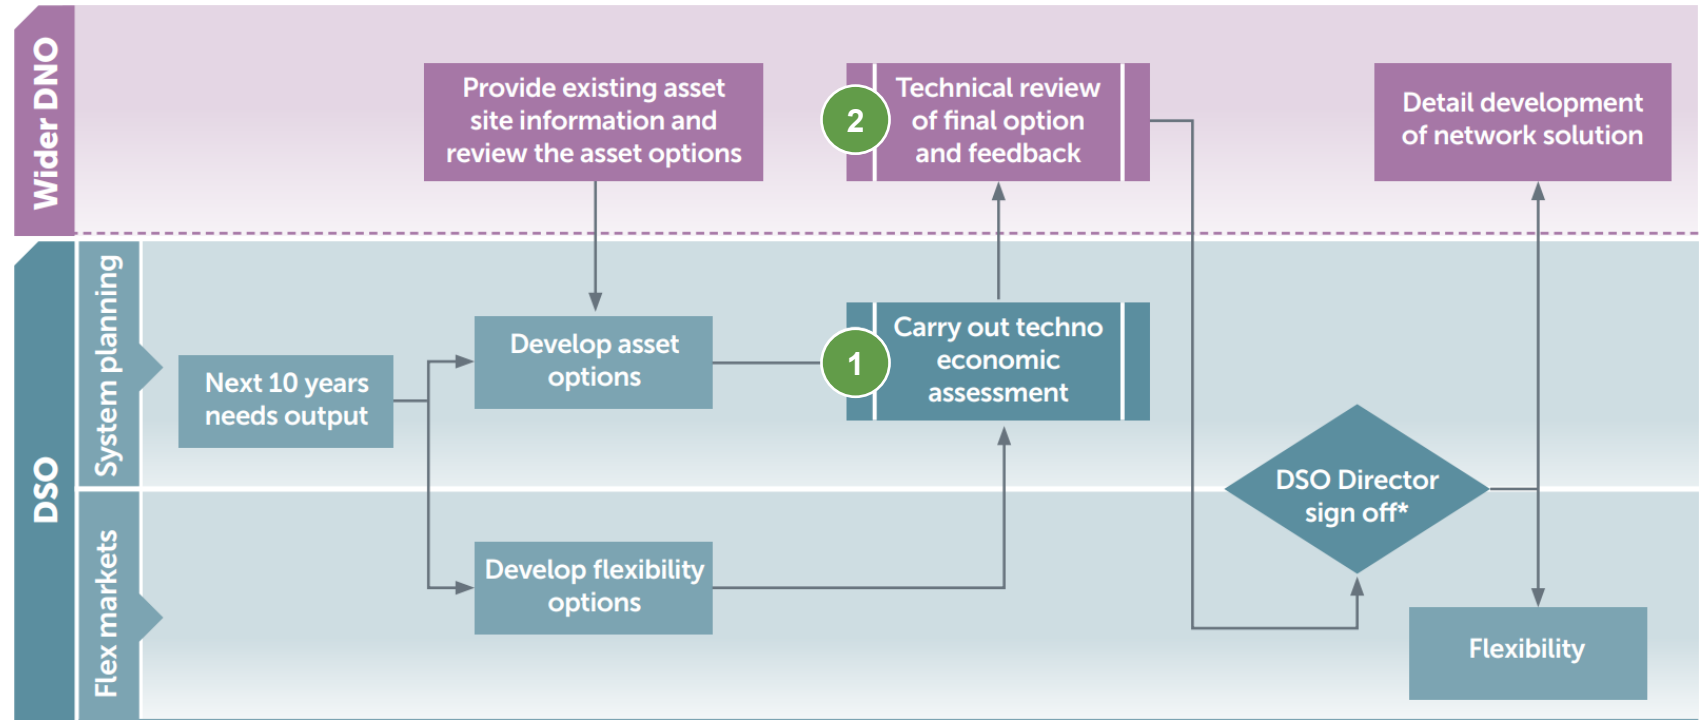 Wider DNO
Provide existing asset
site information and
review the asset options
2
Technical review
of final option
and feedback
Detail development
of network solution
DSO
System planning
Next 10 years
needs output
Develop asset
options
1
Carry out techno
economic
assessment
DSO Director
sign off*
Flex markets
Develop flexibility
options
Flexibility